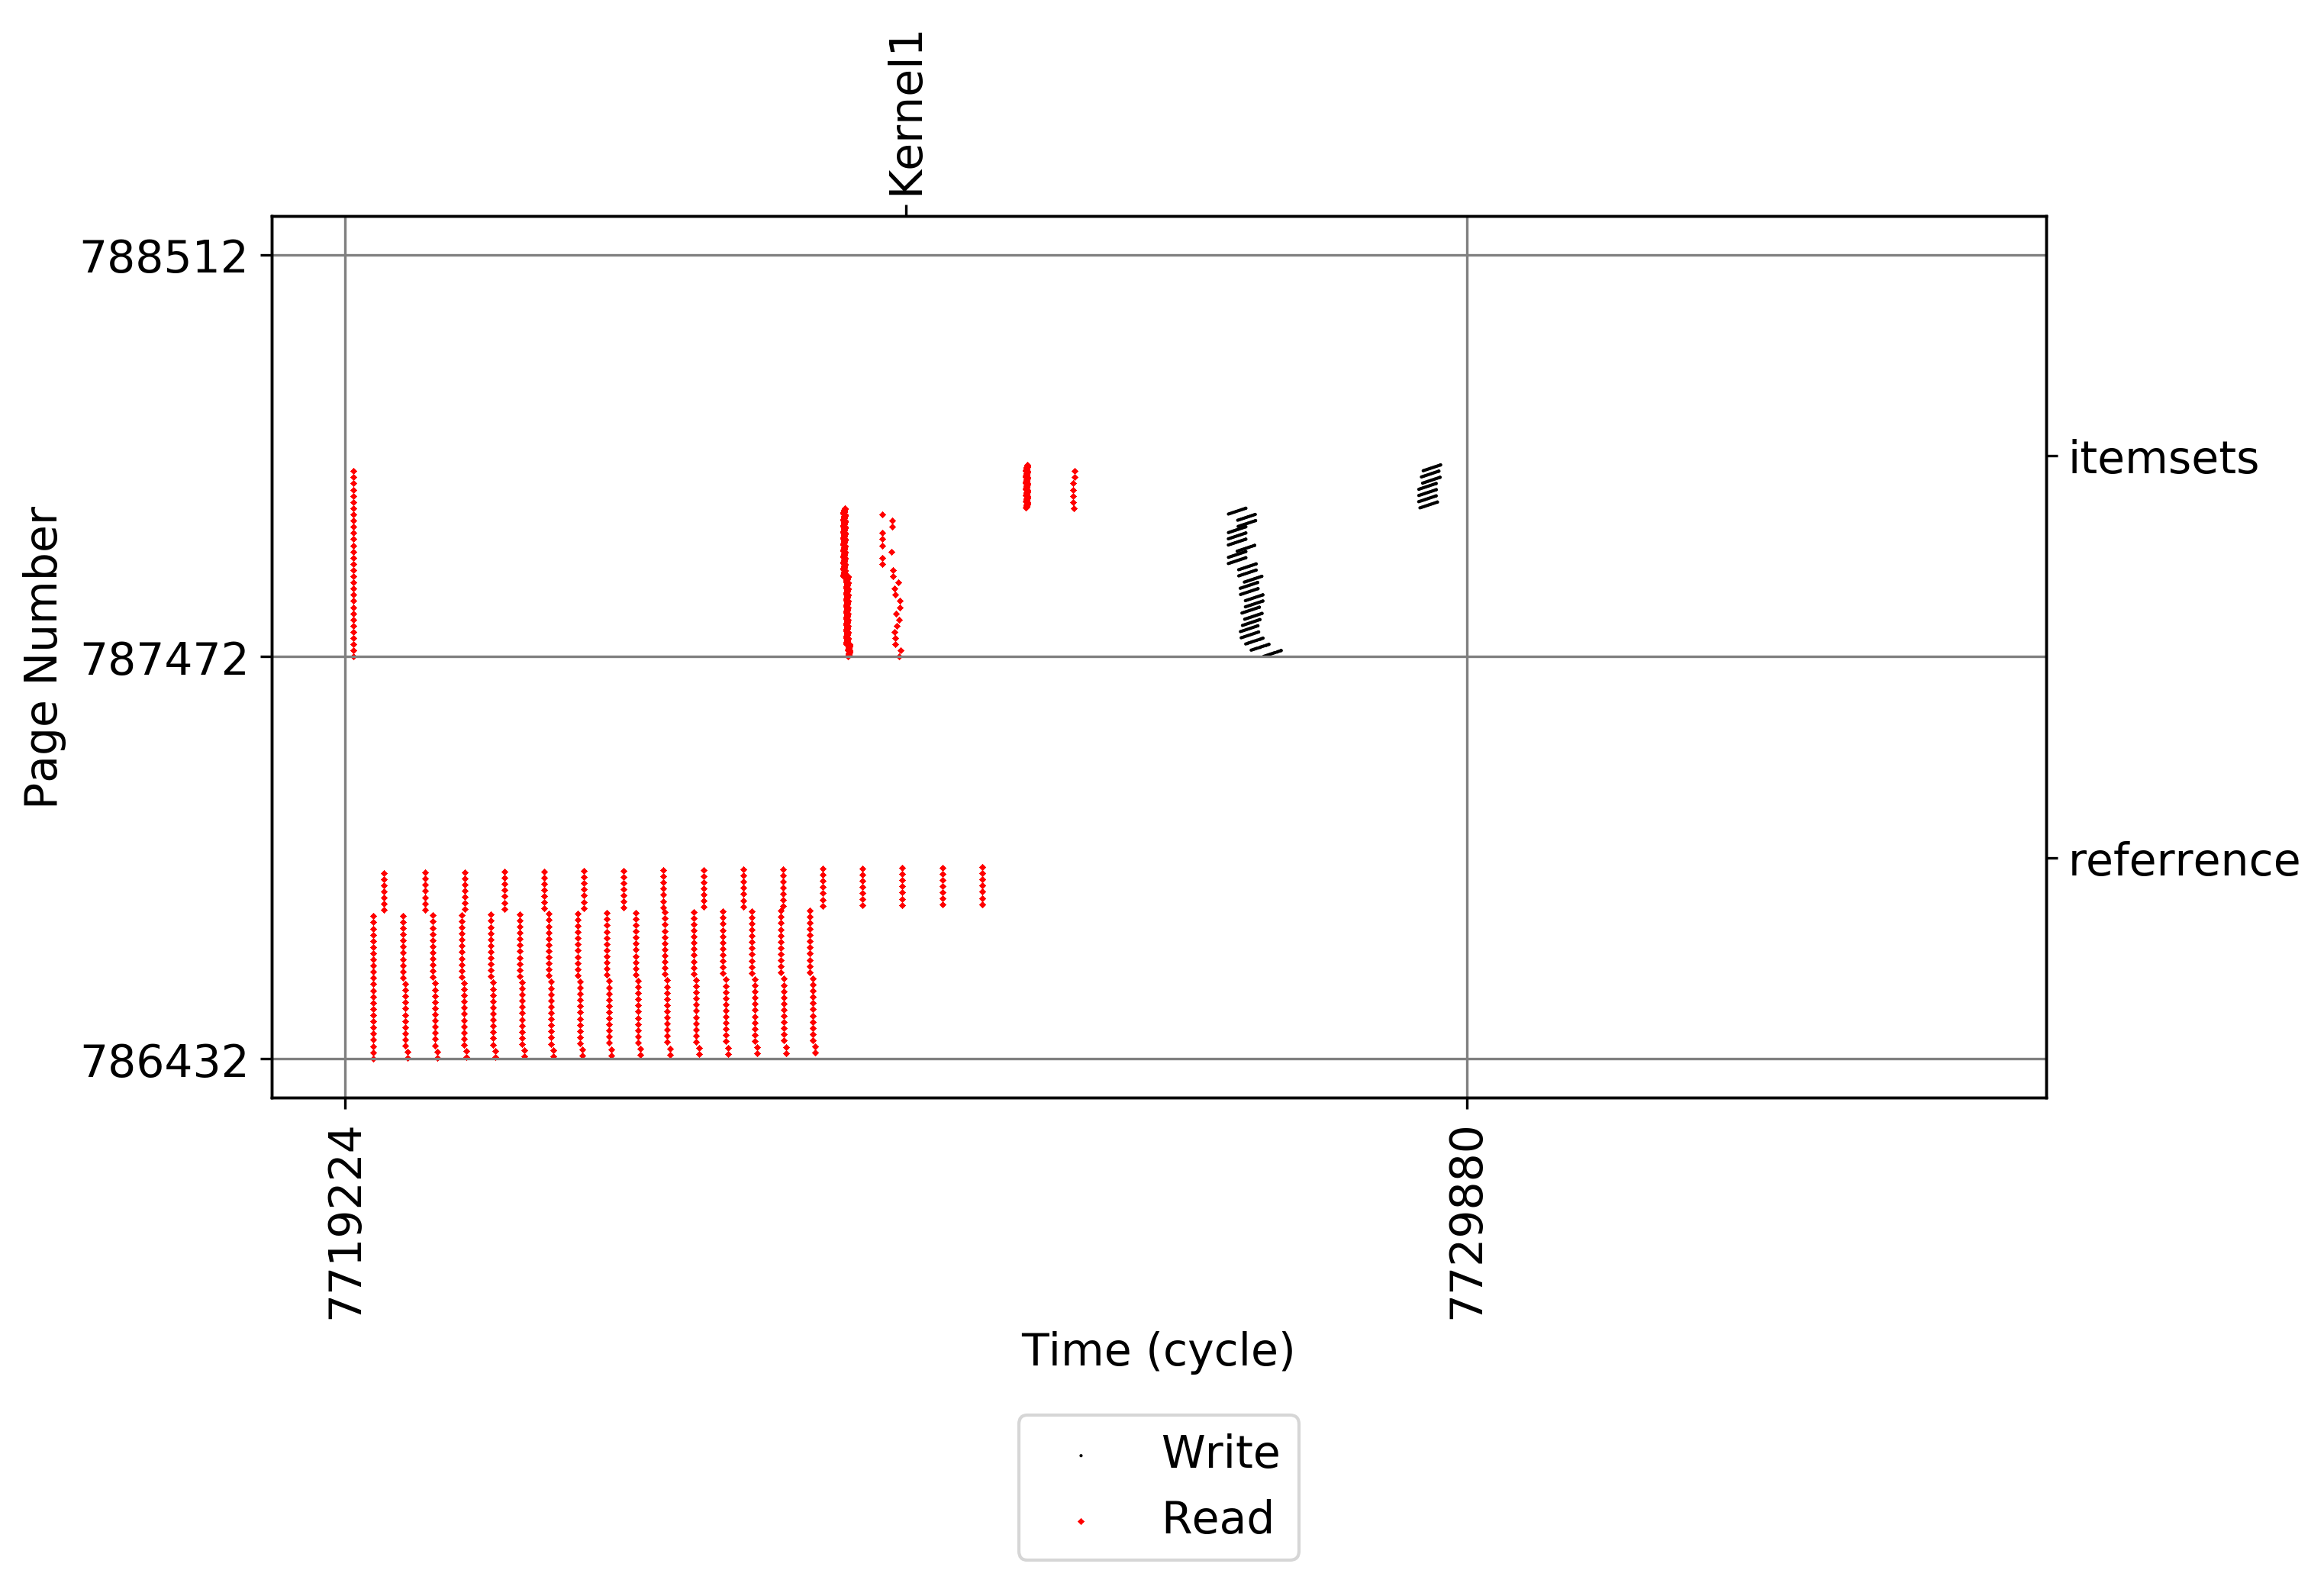 Kernel1
788512
787472
786432
Page Number
itemsets
referrence
7719224
7729880
Time (cycle)
Write
Read